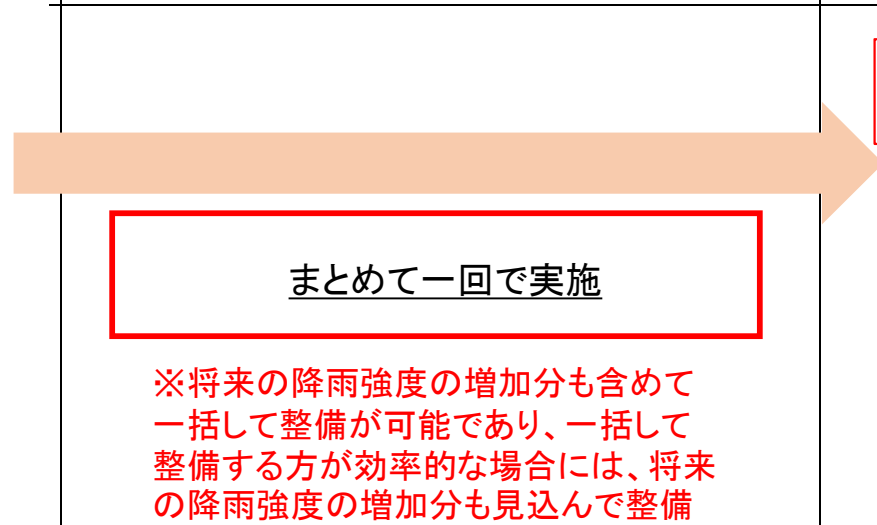 まとめて一回で実施
※将来の降雨強度の増加分も含めて
一括して整備が可能であり、一括して
整備する方が効率的な場合には、将来
の降雨強度の増加分も見込んで整備